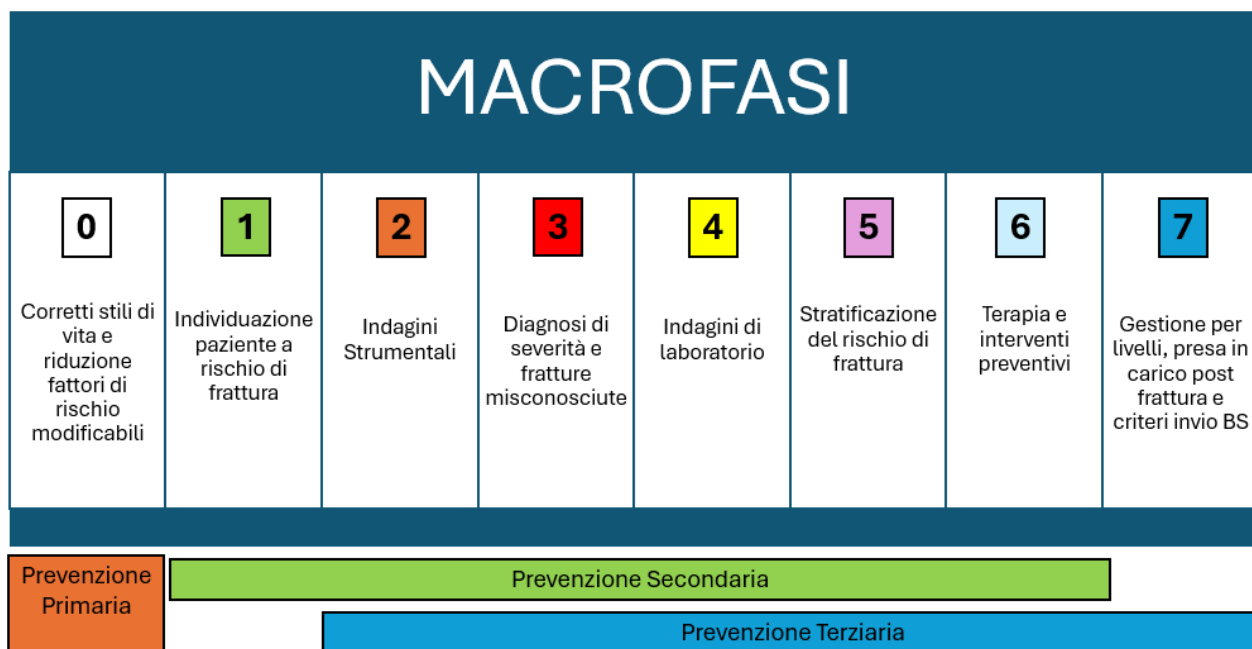 MACROFASI
0
Corretti stili di
vita e
riduzione
fattori di
rischio
modificabili
1
Individuazione
paziente a
rischio di
frattura
2
Indagini
Strumentali
3
Diagnosi di
severità e
fratture
misconosciute
4
Indagini di
laboratorio
5
Stratificazione
del rischio di
frattura
6
Terapia e
interventi
preventivi
7
Gestione per
livelli, presa in
carico post
frattura e
criteri invio BS
Prevenzione
Primaria
Prevenzione Secondaria
Prevenzione Terziaria